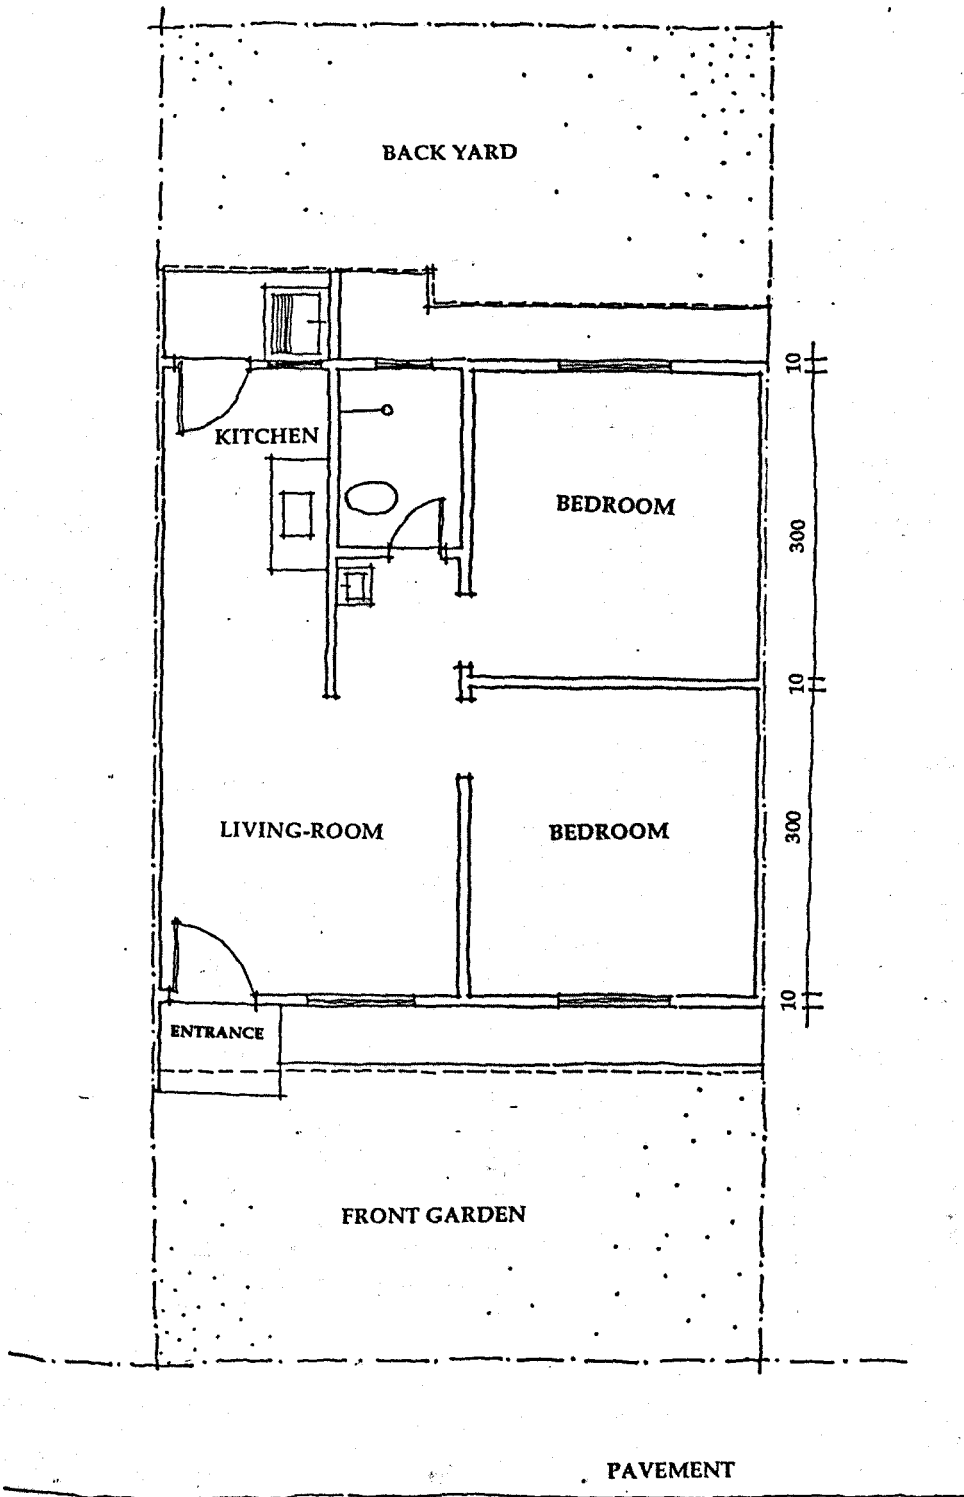 BACK YARD
10
KITCHEN
BEDROOM
300
10
LIVING-ROOM
BEDROOM
300
10
ENTRANCE
FRONT GARDEN
PAVEMENT